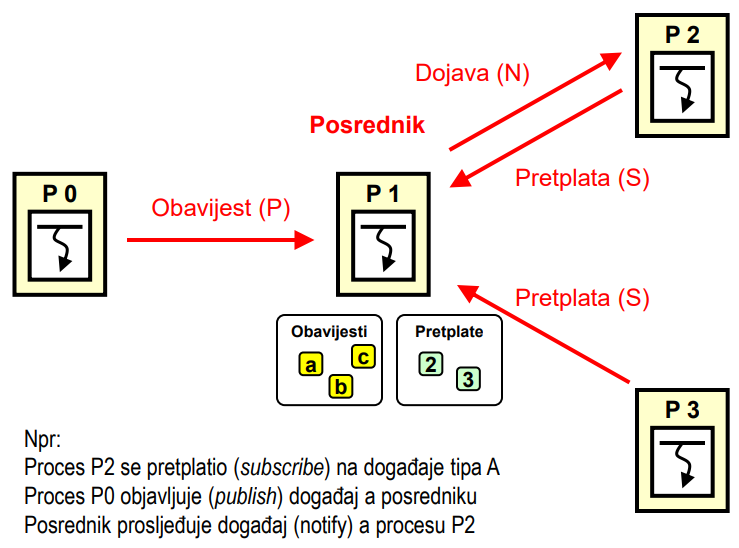 P 2
Dojava (N)
Posrednik
Pretplata (S)
P 0
Obavijest (P)
P 1
Pretplata (S)
Obavijesti
a
c
b
Pretplate
2
3
P 3
Npr:
Proces P2 se pretplatio (subscribe) na događaje tipa A
Proces P0 objavljuje (publish) događaj a posredniku
Posrednik prosljeđuje događaj (notify) a procesu P2